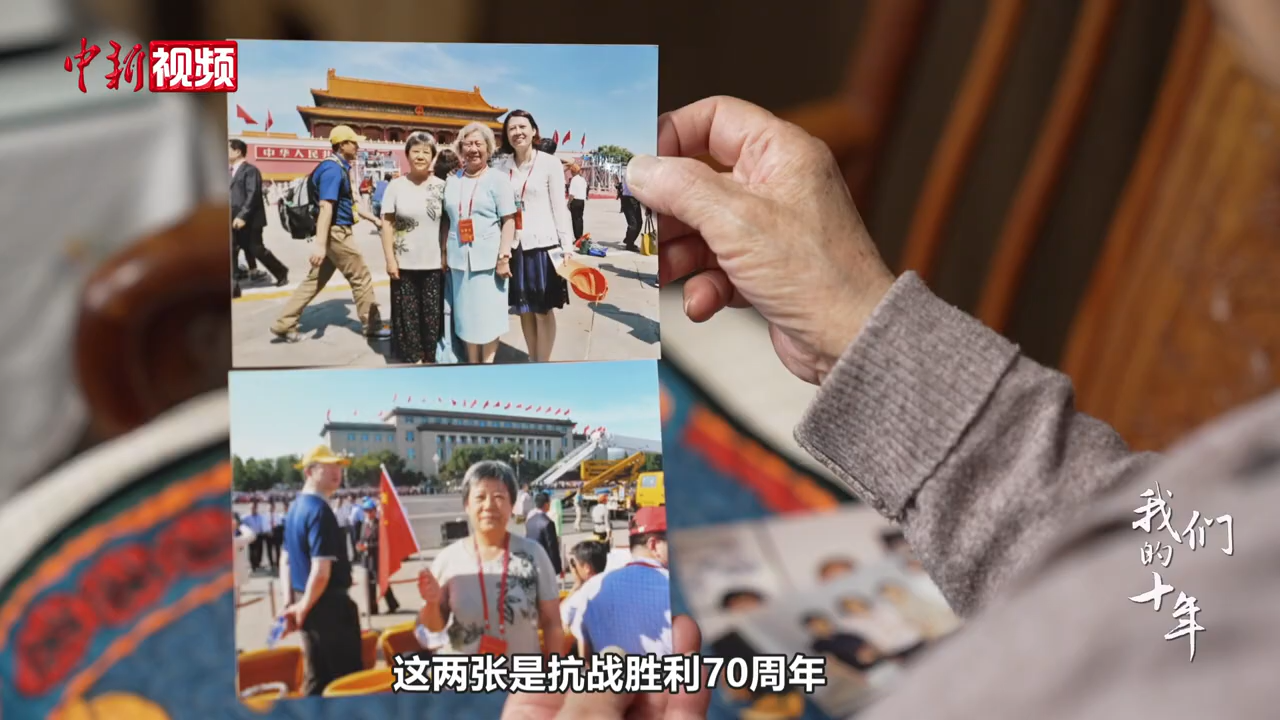 中新视频
中华人民共
我们的十年
这两张是抗战胜利70周年